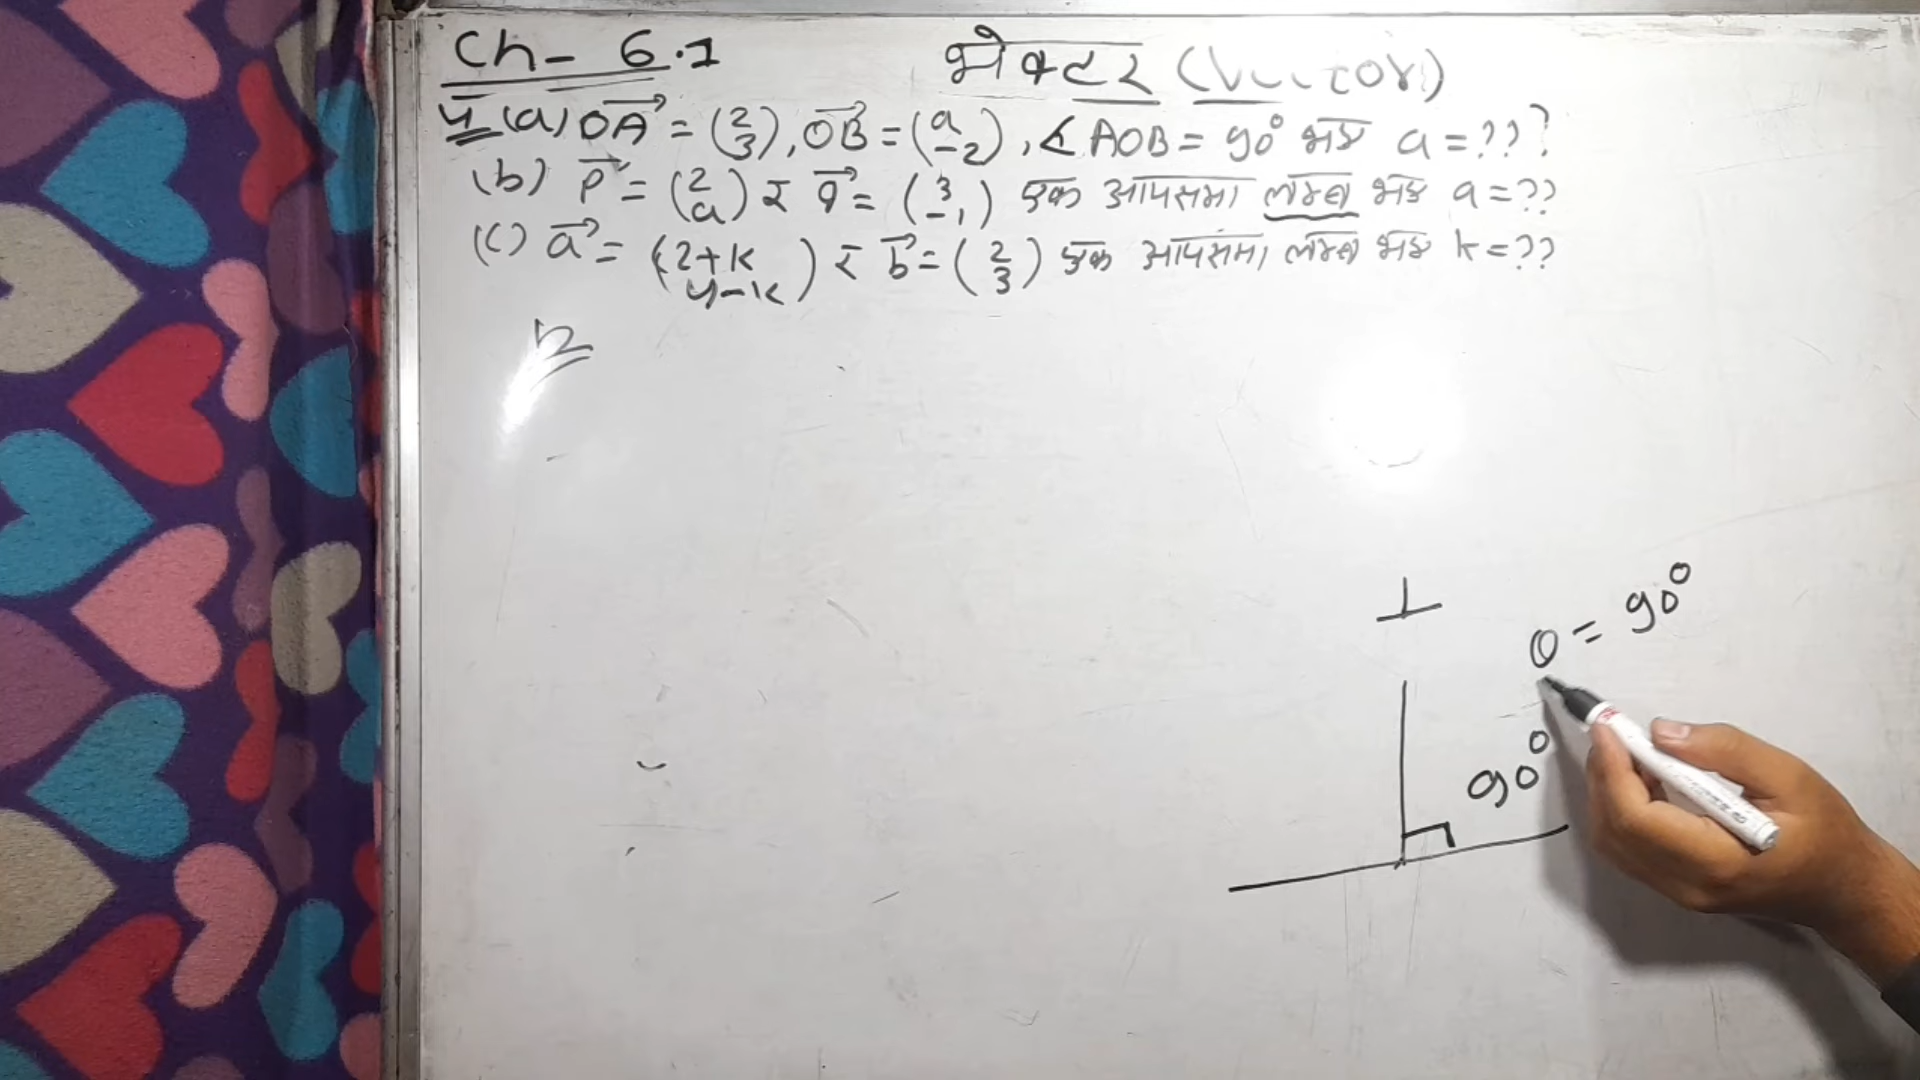 Ch- 6.1
भेक्टर (Vector)
५ (a) OA→ = (2 3), OB→ = (a -2), ∡ AOB = 90° भए a = ???
(b) p→ = (2 a) र q→ = (3 -1) एक आपसमा लम्ब भए a = ??
(c) a→ = (2+k 4-k) र b→ = (2 3) एक आपसमा लम्ब भए k = ??
⊥
θ = 90°
90°